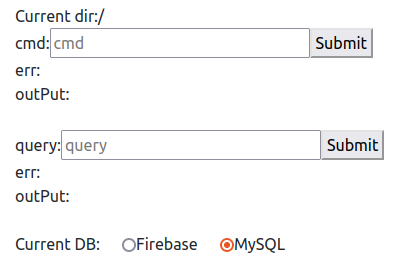 Current dir:/
cmd: cmd Submit
err:
outPut:
query: query Submit
err:
outPut:
Current DB: Firebase MySQL